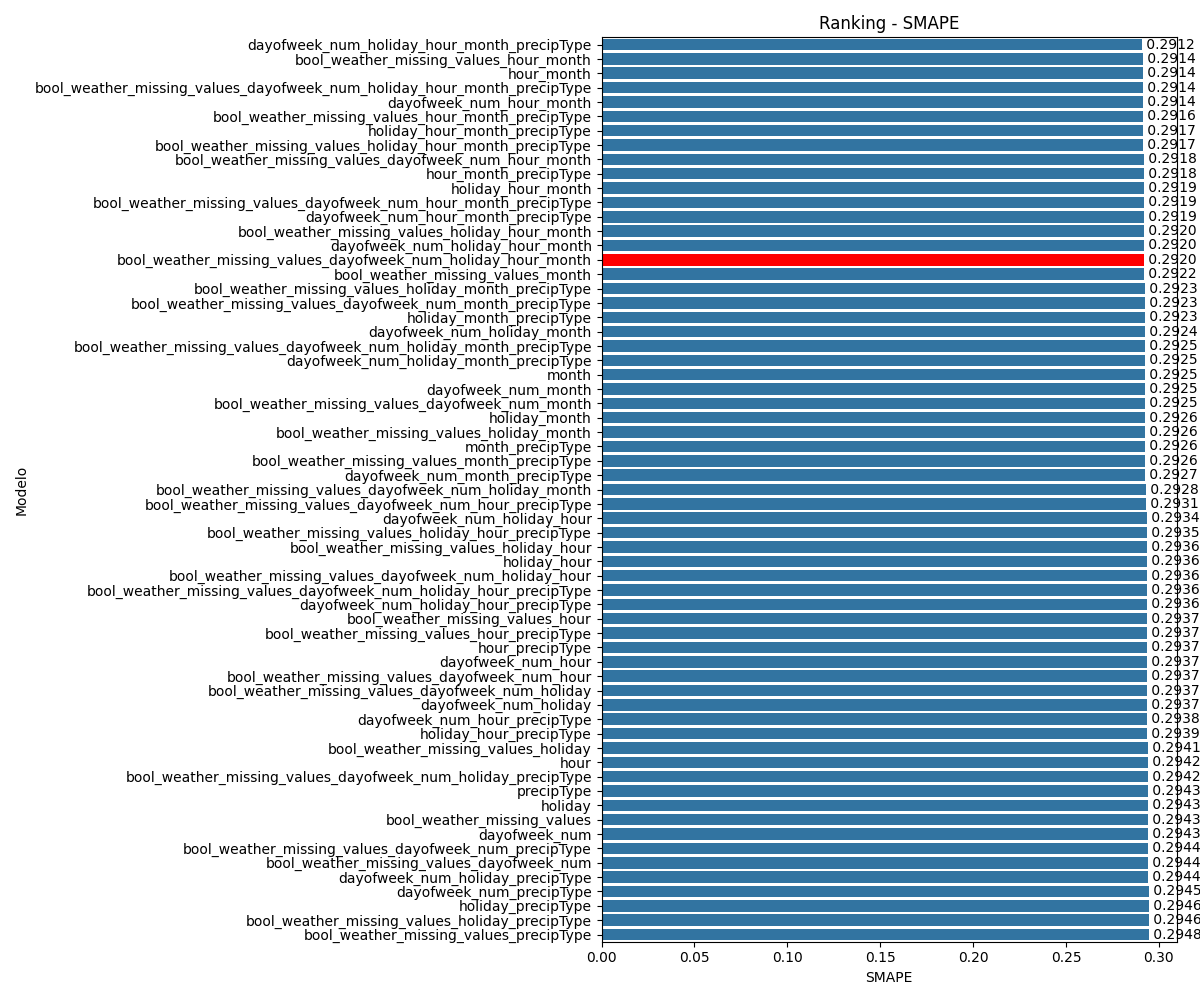 Ranking - SMAPE
dayofweek_num_holiday_hour_month_precipType 0.2912
bool_weather_missing_values_hour_month 0.2914
hour_month 0.2914
bool_weather_missing_values_dayofweek_num_holiday_hour_month_precipType 0.2914
dayofweek_num_hour_month 0.2914
bool_weather_missing_values_hour_month_precipType 0.2916
holiday_hour_month_precipType 0.2917
bool_weather_missing_values_holiday_hour_month_precipType 0.2917
bool_weather_missing_values_dayofweek_num_hour_month 0.2918
hour_month_precipType 0.2918
holiday_hour_month 0.2919
bool_weather_missing_values_dayofweek_num_hour_month_precipType 0.2919
dayofweek_num_hour_month_precipType 0.2919
bool_weather_missing_values_holiday_hour_month 0.2920
dayofweek_num_holiday_hour_month 0.2920
bool_weather_missing_values_dayofweek_num_holiday_hour_month 0.2920
bool_weather_missing_values_month 0.2922
bool_weather_missing_values_holiday_month_precipType 0.2923
bool_weather_missing_values_dayofweek_num_month_precipType 0.2923
holiday_month_precipType 0.2923
dayofweek_num_holiday_month 0.2924
bool_weather_missing_values_dayofweek_num_holiday_month_precipType 0.2925
dayofweek_num_holiday_month_precipType 0.2925
month 0.2925
dayofweek_num_month 0.2925
bool_weather_missing_values_dayofweek_num_month 0.2925
holiday_month 0.2926
bool_weather_missing_values_holiday_month 0.2926
month_precipType 0.2926
bool_weather_missing_values_month_precipType 0.2926
dayofweek_num_month_precipType 0.2927
bool_weather_missing_values_dayofweek_num_holiday_month 0.2928
bool_weather_missing_values_dayofweek_num_hour_precipType 0.2931
dayofweek_num_holiday_hour 0.2934
bool_weather_missing_values_holiday_hour_precipType 0.2935
bool_weather_missing_values_holiday_hour 0.2936
holiday_hour 0.2936
bool_weather_missing_values_dayofweek_num_holiday_hour 0.2936
bool_weather_missing_values_dayofweek_num_holiday_hour_precipType 0.2936
dayofweek_num_holiday_hour_precipType 0.2936
bool_weather_missing_values_hour 0.2937
bool_weather_missing_values_hour_precipType 0.2937
hour_precipType 0.2937
dayofweek_num_hour 0.2937
bool_weather_missing_values_dayofweek_num_hour 0.2937
bool_weather_missing_values_dayofweek_num_holiday 0.2937
dayofweek_num_holiday 0.2937
dayofweek_num_hour_precipType 0.2938
holiday_hour_precipType 0.2939
bool_weather_missing_values_holiday 0.2941
hour 0.2942
bool_weather_missing_values_dayofweek_num_holiday_precipType 0.2942
precipType 0.2943
holiday 0.2943
bool_weather_missing_values 0.2943
dayofweek_num 0.2943
bool_weather_missing_values_dayofweek_num_precipType 0.2944
bool_weather_missing_values_dayofweek_num 0.2944
dayofweek_num_holiday_precipType 0.2944
dayofweek_num_precipType 0.2945
holiday_precipType 0.2946
bool_weather_missing_values_holiday_precipType 0.2946
bool_weather_missing_values_precipType 0.2948
Modelo
0.00 0.05 0.10 0.15 0.20 0.25 0.30
SMAPE